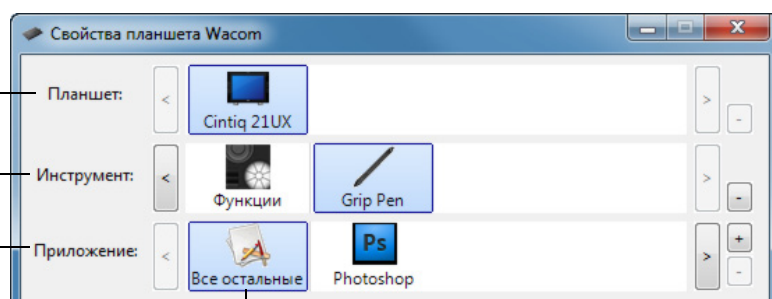 Свойства планшета Wacom
Планшет:
<
Cintiq 21UX
>
-
Инструмент:
<
Функции
Grip Pen
>
-
Приложение:
<
Все остальные
Ps
Photoshop
>
+
-